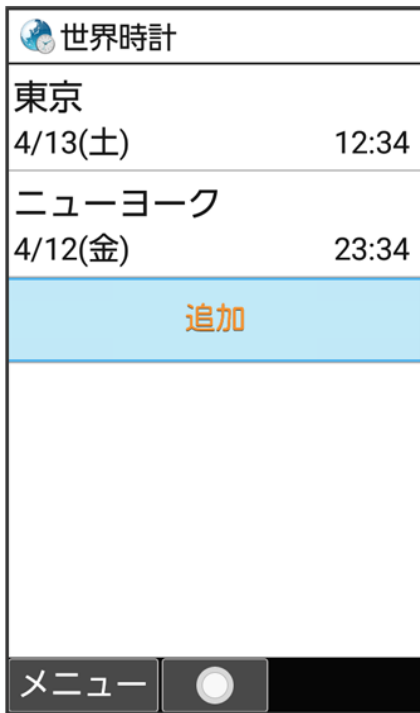 世界時計
東京
4/13(土) 12:34
ニューヨーク
4/12(金) 23:34
追加
メニュー